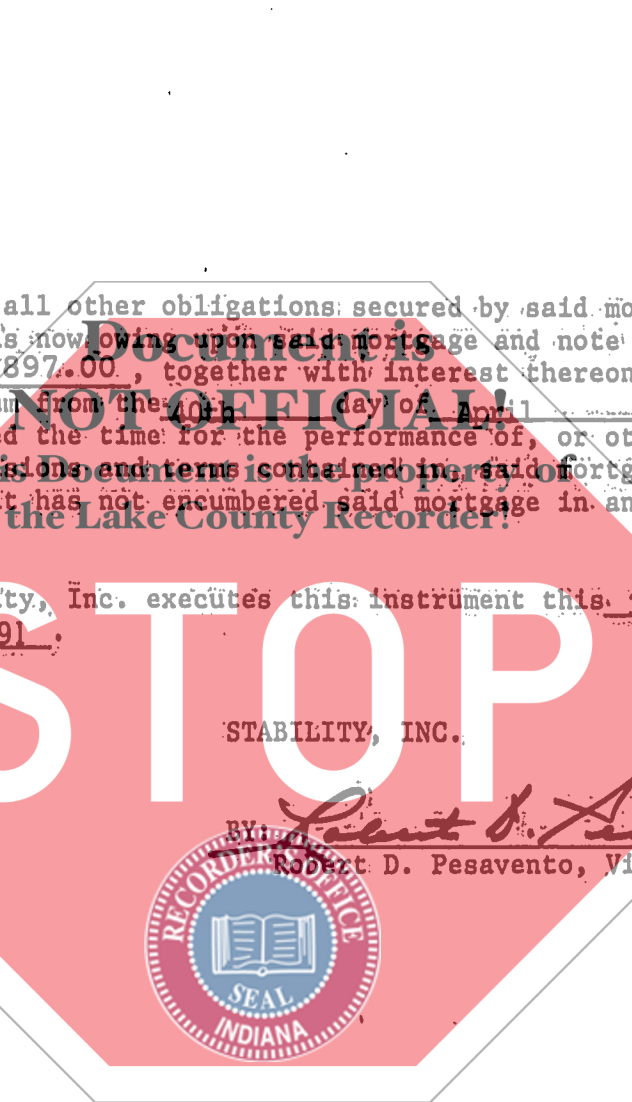 all other obligations secured by said mo
s now owing upon said mortgage and note
Document is
897.00 , together with interest thereon
um from the 10th day of April
NOT OFFICIAL!
ed the time for the performance of, or ot
sions and terms contained in, said mortg
This Document is the property of
t has not encumbered said mortgage in an
the Lake County Recorder!
ity, Inc. executes this instrument this
91 .
STOP
STABILITY, INC.
BY: Robert D.
Robert D. Pesavento, Vi
RECORDER'S OFFICE
SEAL
INDIANA